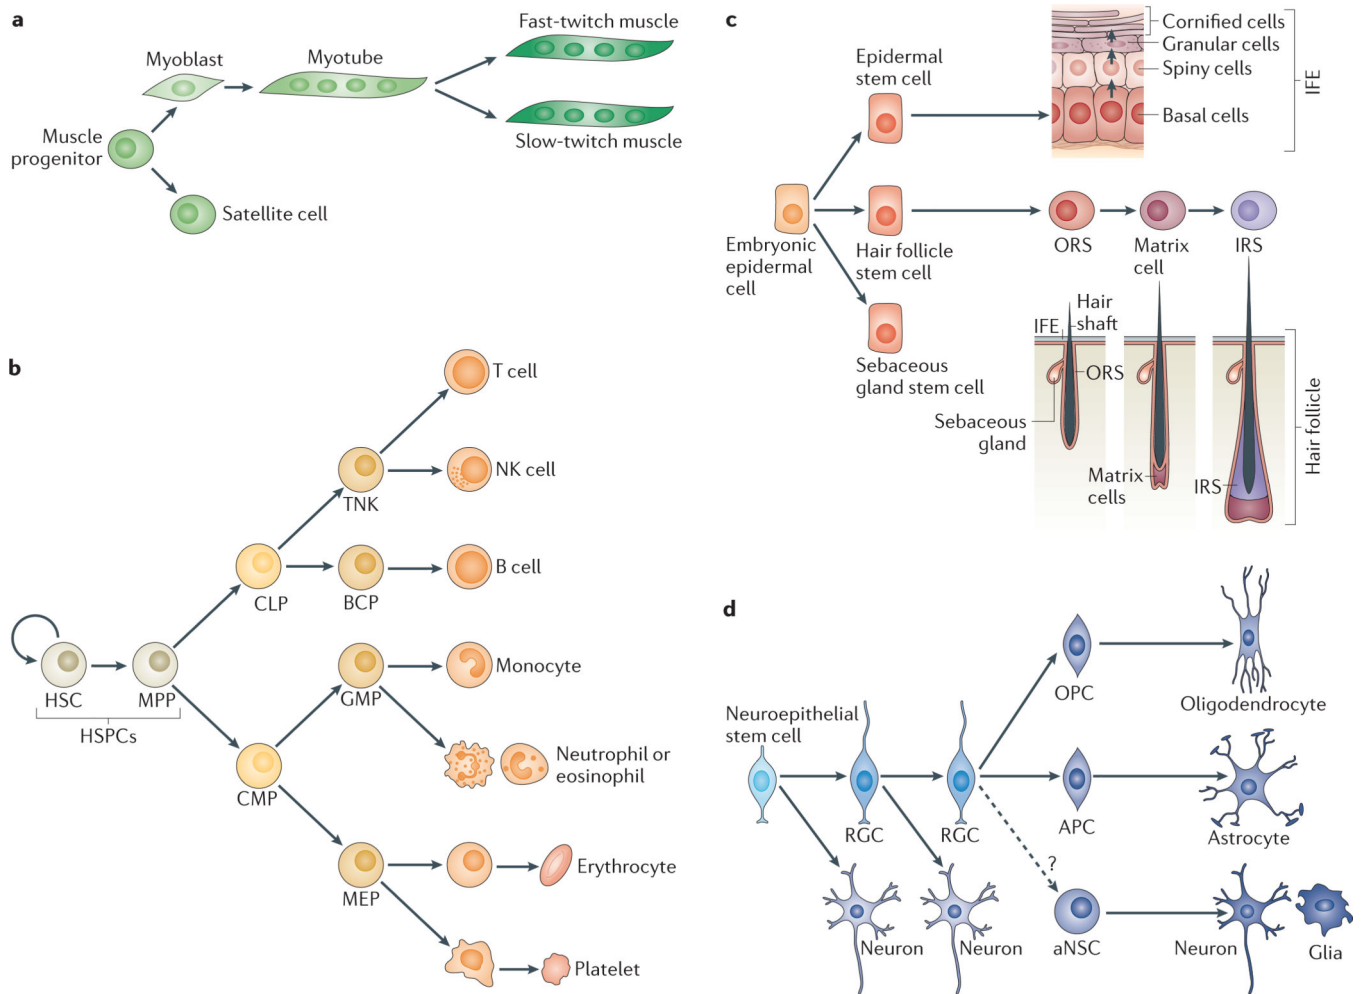 a
Fast-twitch muscle
Myoblast
Myotube
Slow-twitch muscle
Muscle
progenitor
Satellite cell
b
T cell
NK cell
TNK
B cell
CLP
BCP
Monocyte
HSC
MPP
GMP
HSPCs
Neutrophil or
eosinophil
CMP
Erythrocyte
MEP
Platelet
c
Cornified cells
Granular cells
Spiny cells
Basal cells
IFE
Epidermal
stem cell
Embryonic
epidermal
cell
Hair follicle
stem cell
ORS
Matrix
cell
IRS
Sebaceous
gland stem cell
IFE
Hair
shaft
ORS
Sebaceous
gland
Matrix
cells
IRS
Hair follicle
d
OPC
Oligodendrocyte
Neuroepithelial
stem cell
RGC
RGC
APC
Astrocyte
?
Neuron
Neuron
aNSC
Neuron
Glia